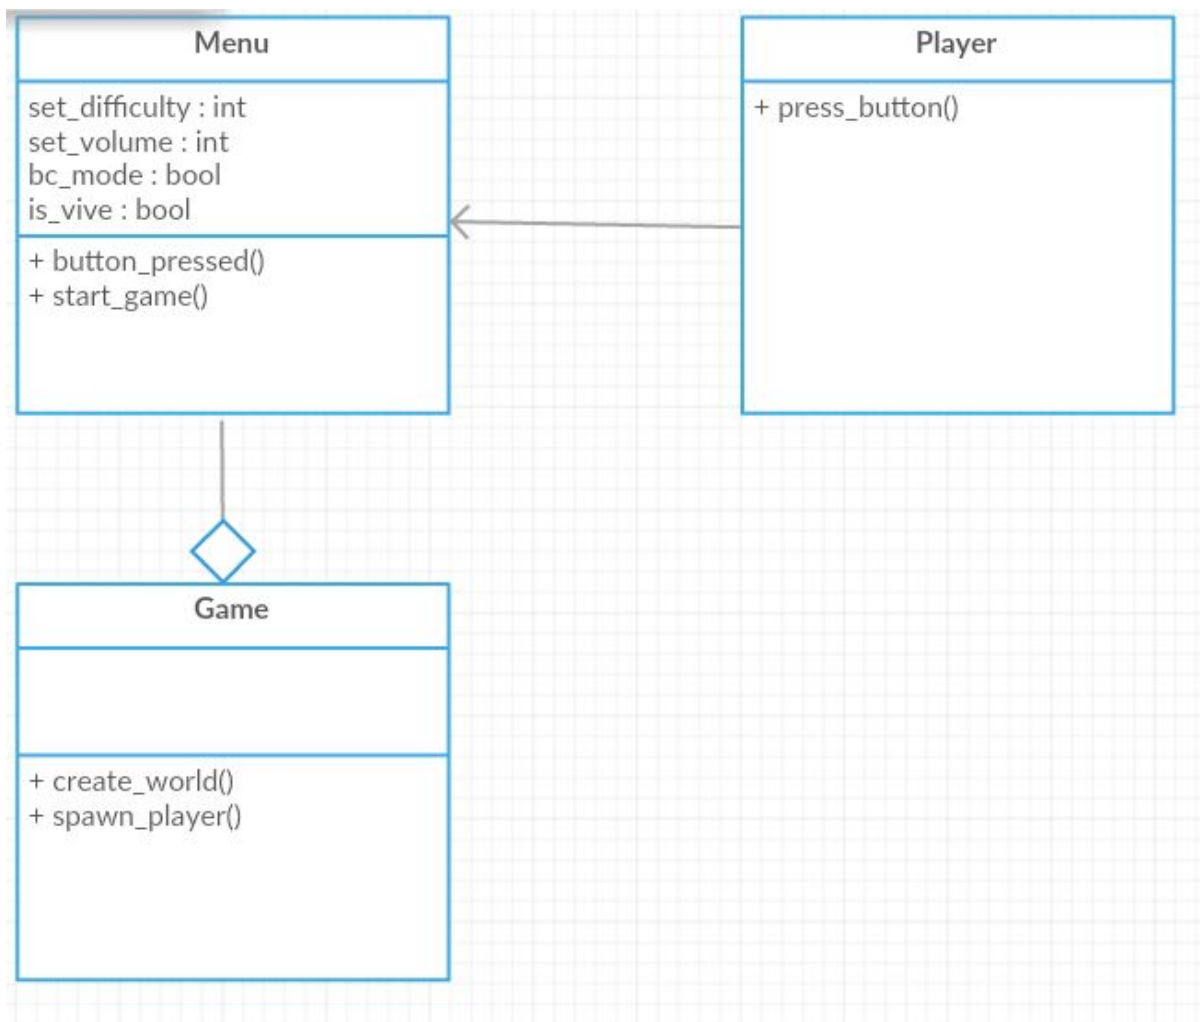 Menu
set_difficulty : int
set_volume : int
bc_mode : bool
is_vive : bool
+ button_pressed()
+ start_game()
Player
+ press_button()
Game
+ create_world()
+ spawn_player()